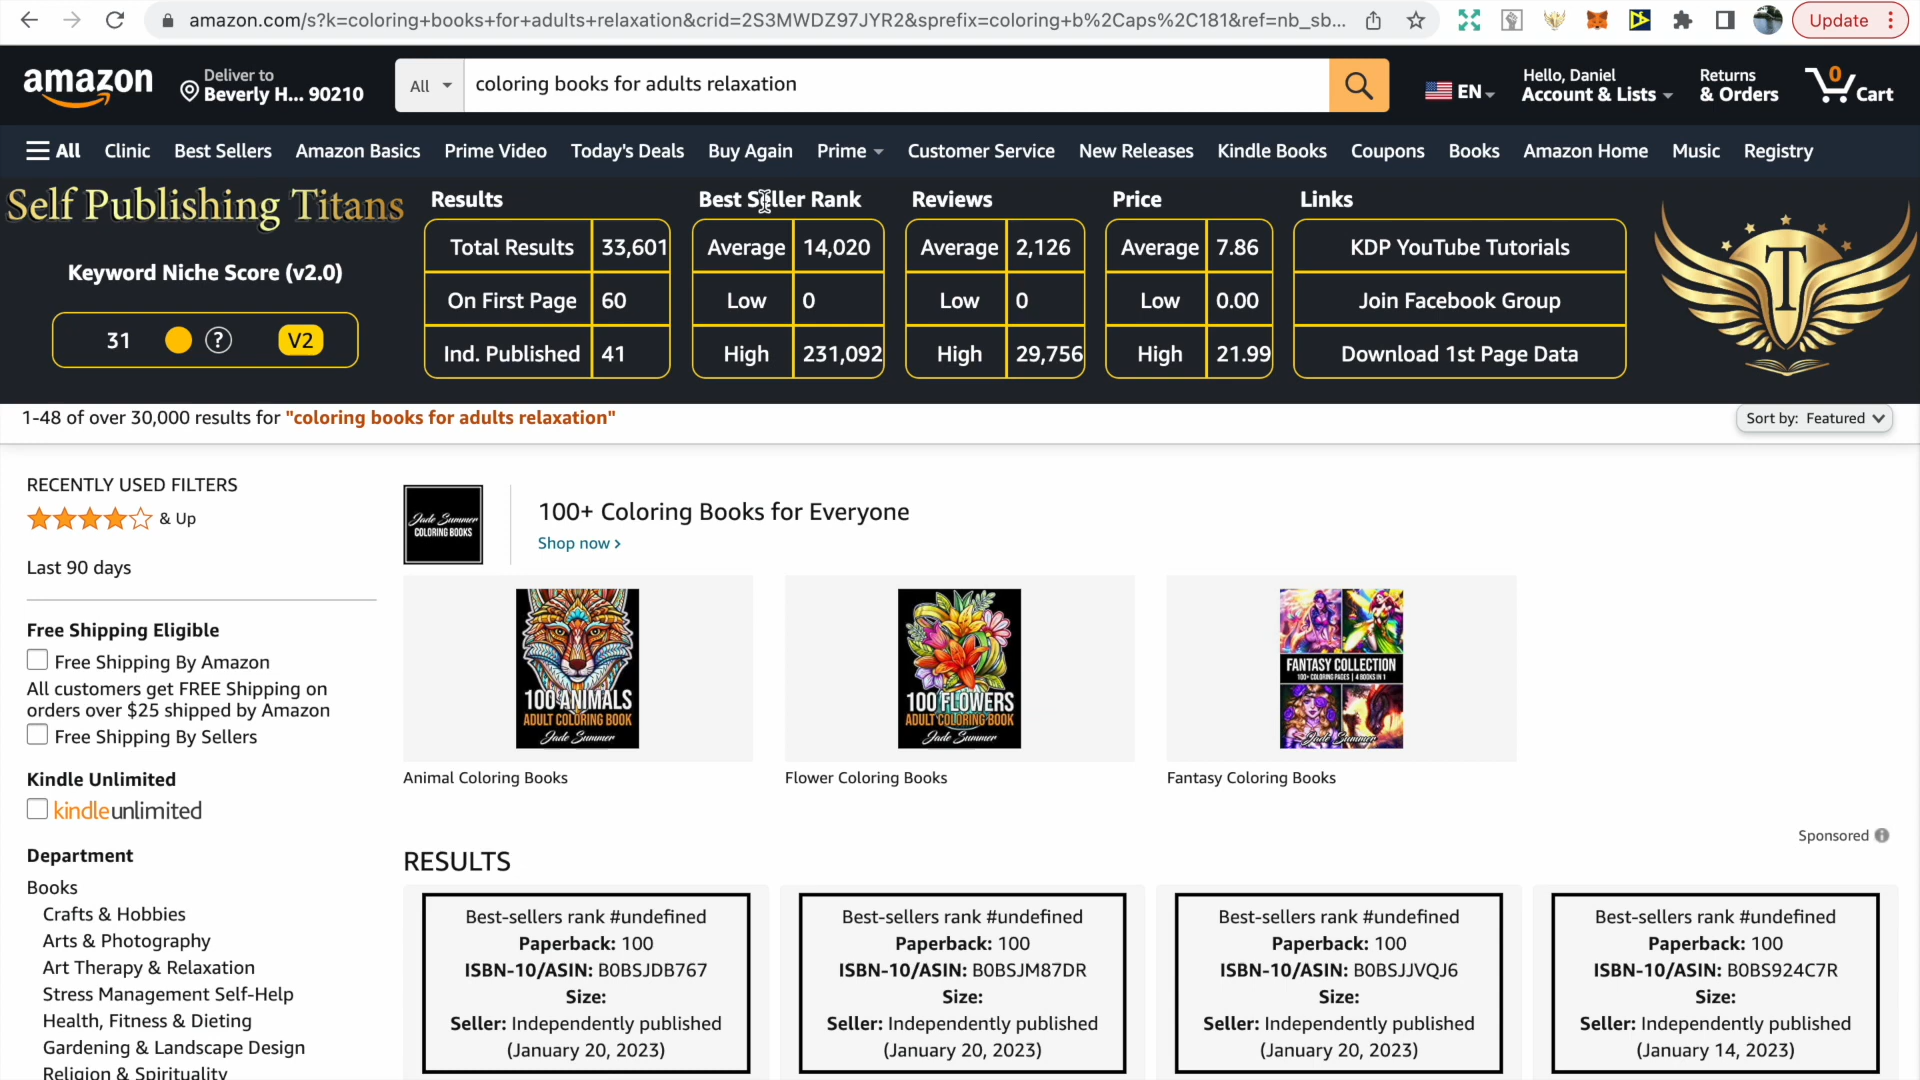 amazon.com/s?k=coloring+books+for+adults+relaxation&crid=2S3MWDZ97JYR2&sprefix=coloring+b%2Caps%2C181&ref=nb_sb...
Update
amazon
Deliver to
Beverly H... 90210
All
coloring books for adults relaxation
EN
Hello, Daniel
Account & Lists
Returns
& Orders
0
Cart
All Clinic Best Sellers Amazon Basics Prime Video Today's Deals Buy Again Prime Customer Service New Releases Kindle Books Coupons Books Amazon Home Music Registry
Self Publishing Titans
Keyword Niche Score (v2.0)
31 ? V2
Results
Total Results 33,601
On First Page 60
Ind. Published 41
Best Seller Rank
Average 14,020
Low 0
High 231,092
Reviews
Average 2,126
Low 0
High 29,756
Price
Average 7.86
Low 0.00
High 21.99
Links
KDP YouTube Tutorials
Join Facebook Group
Download 1st Page Data
T
1-48 of over 30,000 results for "coloring books for adults relaxation"
Sort by: Featured
RECENTLY USED FILTERS
& Up
Last 90 days
Free Shipping Eligible
Free Shipping By Amazon
All customers get FREE Shipping on
orders over $25 shipped by Amazon
Free Shipping By Sellers
Kindle Unlimited
kindleunlimited
Department
Books
Crafts & Hobbies
Arts & Photography
Art Therapy & Relaxation
Stress Management Self-Help
Health, Fitness & Dieting
Gardening & Landscape Design
Religion & Spirituality
Jade Summer
COLORING BOOKS
100+ Coloring Books for Everyone
Shop now ›
100 ANIMALS
ADULT COLORING BOOK
Jade Summer
Animal Coloring Books
100 FLOWERS
ADULT COLORING BOOK
Jade Summer
Flower Coloring Books
FANTASY COLLECTION
100+ COLORING PAGES | 4 BOOKS IN 1
Jade Summer
Fantasy Coloring Books
Sponsored
RESULTS
Best-sellers rank #undefined
Paperback: 100
ISBN-10/ASIN: B0BSJDB767
Size:
Seller: Independently published
(January 20, 2023)
Best-sellers rank #undefined
Paperback: 100
ISBN-10/ASIN: B0BSJM87DR
Size:
Seller: Independently published
(January 20, 2023)
Best-sellers rank #undefined
Paperback: 100
ISBN-10/ASIN: B0BSJJVQJ6
Size:
Seller: Independently published
(January 20, 2023)
Best-sellers rank #undefined
Paperback: 100
ISBN-10/ASIN: B0BS924C7R
Size:
Seller: Independently published
(January 14, 2023)